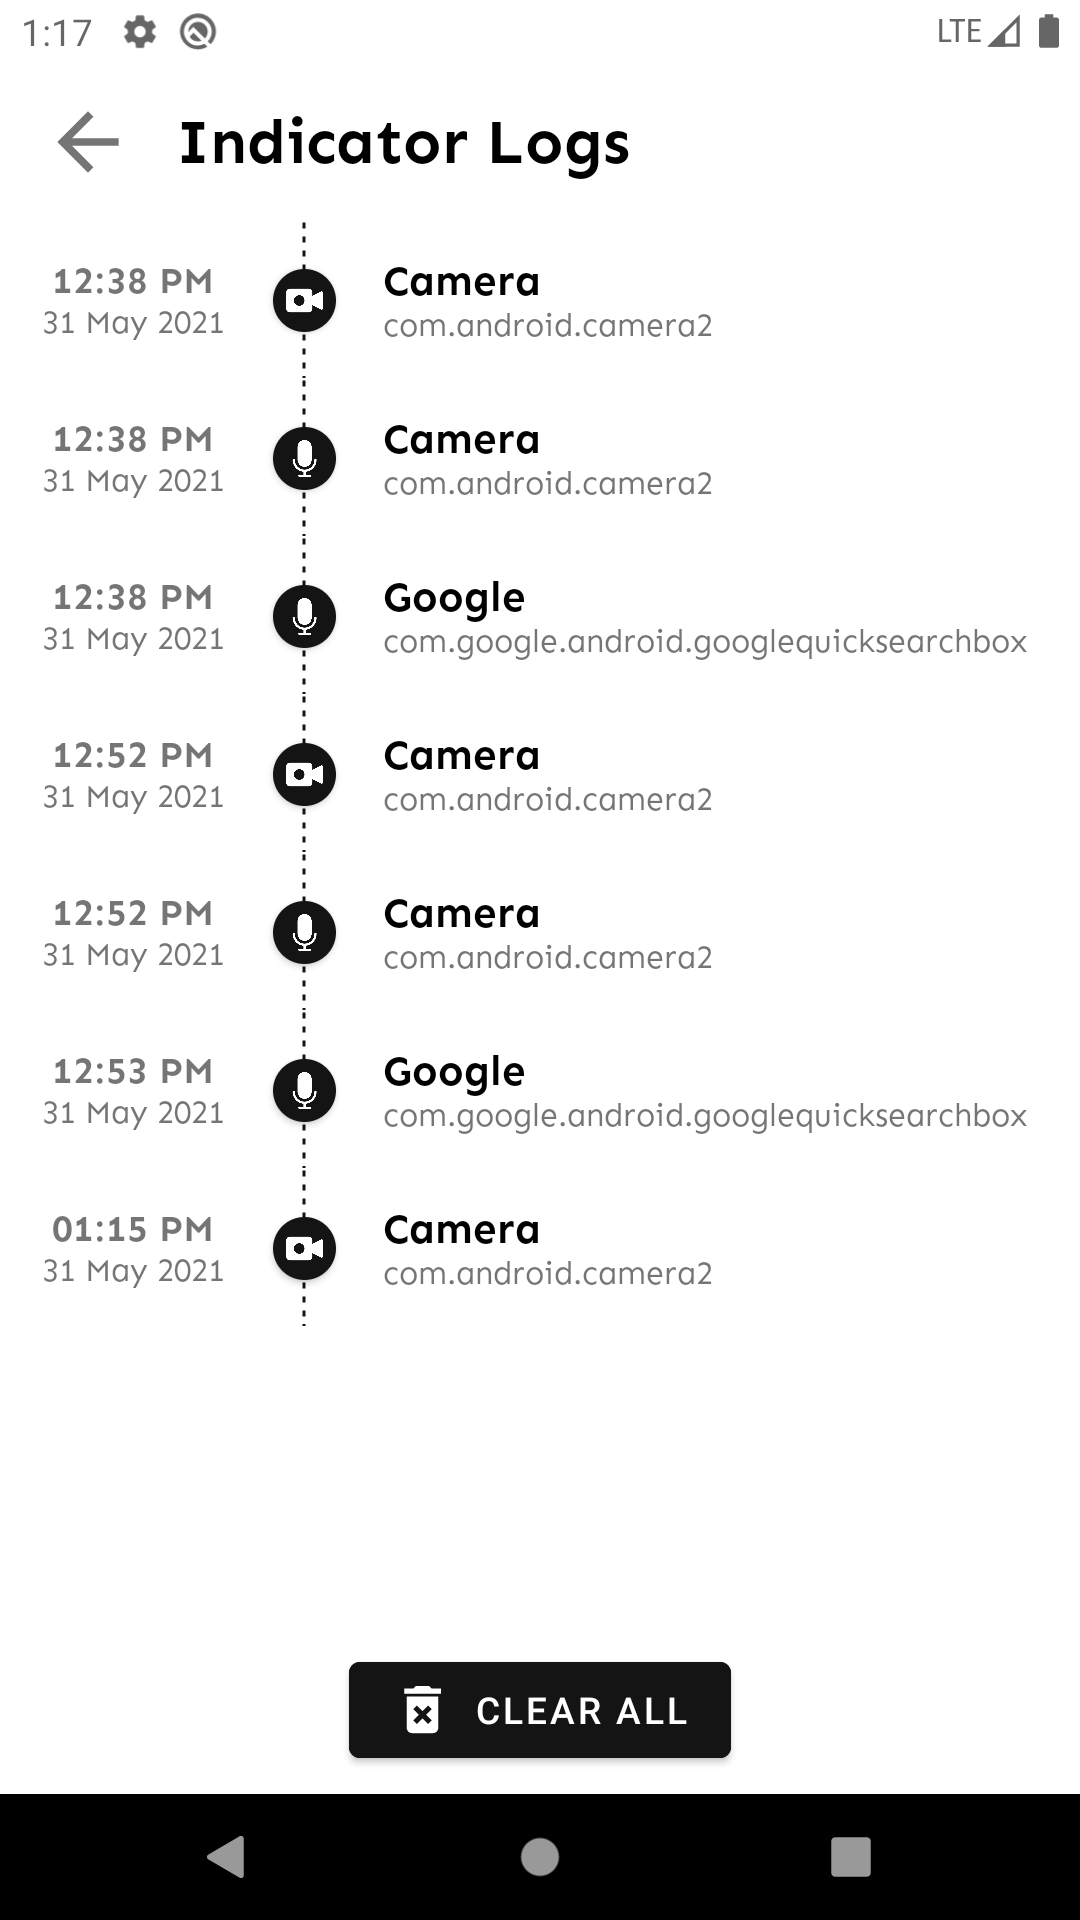 1:17 LTE
Indicator Logs
12:38 PM Camera
31 May 2021 com.android.camera2
12:38 PM Camera
31 May 2021 com.android.camera2
12:38 PM Google
31 May 2021 com.google.android.googlequicksearchbox
12:52 PM Camera
31 May 2021 com.android.camera2
12:52 PM Camera
31 May 2021 com.android.camera2
12:53 PM Google
31 May 2021 com.google.android.googlequicksearchbox
01:15 PM Camera
31 May 2021 com.android.camera2
CLEAR ALL